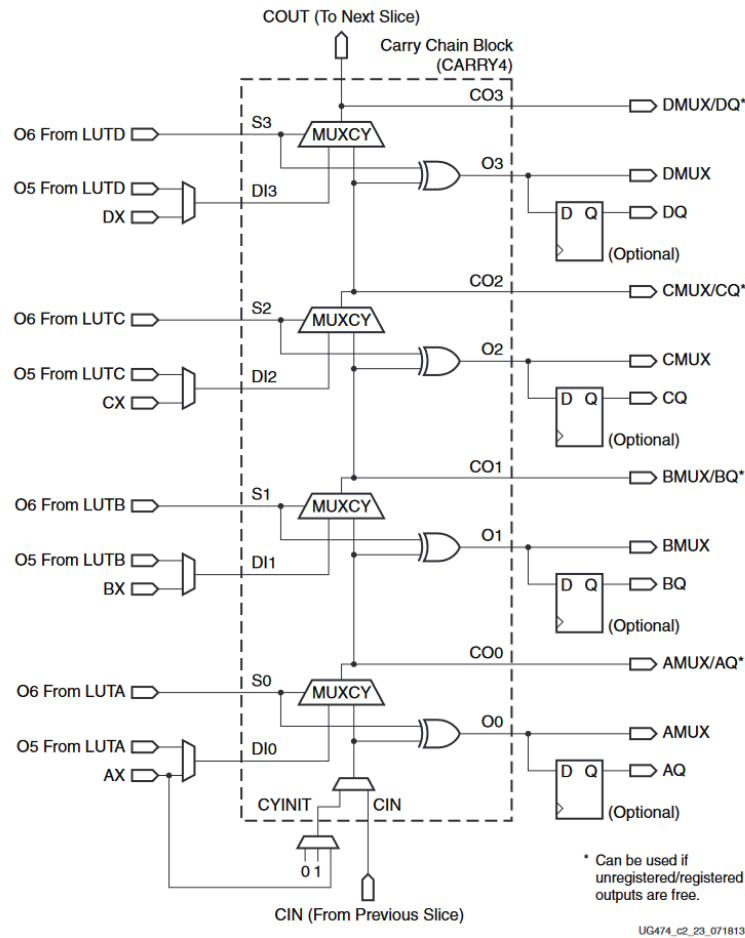 COUT (To Next Slice)
Carry Chain Block
(CARRY4)
CO3
DMUX/DQ*
O6 From LUTD
S3
MUXCY
O5 From LUTD
DI3
O3
DMUX
DX
D Q
DQ
(Optional)
CO2
CMUX/CQ*
O6 From LUTC
S2
MUXCY
O5 From LUTC
DI2
O2
CMUX
CX
D Q
CQ
(Optional)
CO1
BMUX/BQ*
O6 From LUTB
S1
MUXCY
O5 From LUTB
DI1
O1
BMUX
BX
D Q
BQ
(Optional)
CO0
AMUX/AQ*
O6 From LUTA
S0
MUXCY
O5 From LUTA
DI0
O0
AMUX
AX
D Q
AQ
CYINIT
CIN
(Optional)
0 1
* Can be used if
unregistered/registered
outputs are free.
CIN (From Previous Slice)
UG474_c2_23_071813